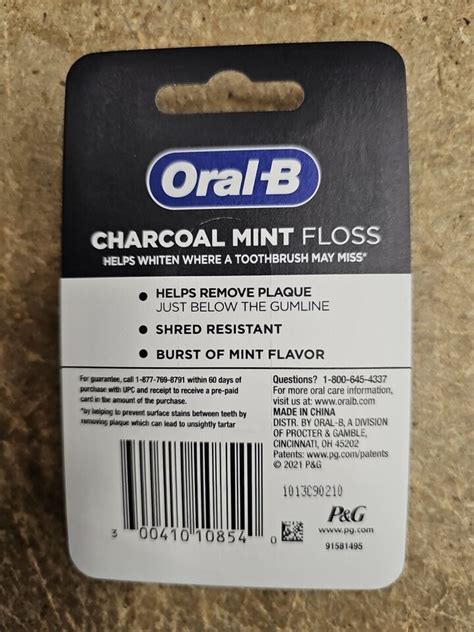 Oral-B
CHARCOAL MINT FLOSS
HELPS WHITEN WHERE A TOOTHBRUSH MAY MISS*
• HELPS REMOVE PLAQUE
JUST BELOW THE GUMLINE
• SHRED RESISTANT
• BURST OF MINT FLAVOR
For guarantee, call 1-877-769-8791 within 60 days of
purchase with UPC and receipt to receive a pre-paid
card in the amount of the purchase.
*by helping to prevent surface stains between teeth by
removing plaque which can lead to unsightly tartar
3 00410 10854 0
Questions? 1-800-645-4337
For more oral care information,
visit us at: www.oralb.com
MADE IN CHINA
DISTR. BY ORAL-B, A DIVISION
OF PROCTER & GAMBLE,
CINCINNATI, OH 45202
Patents: www.pg.com/patents
© 2021 P&G
1013C90210
P&G
www.pg.com
91581495